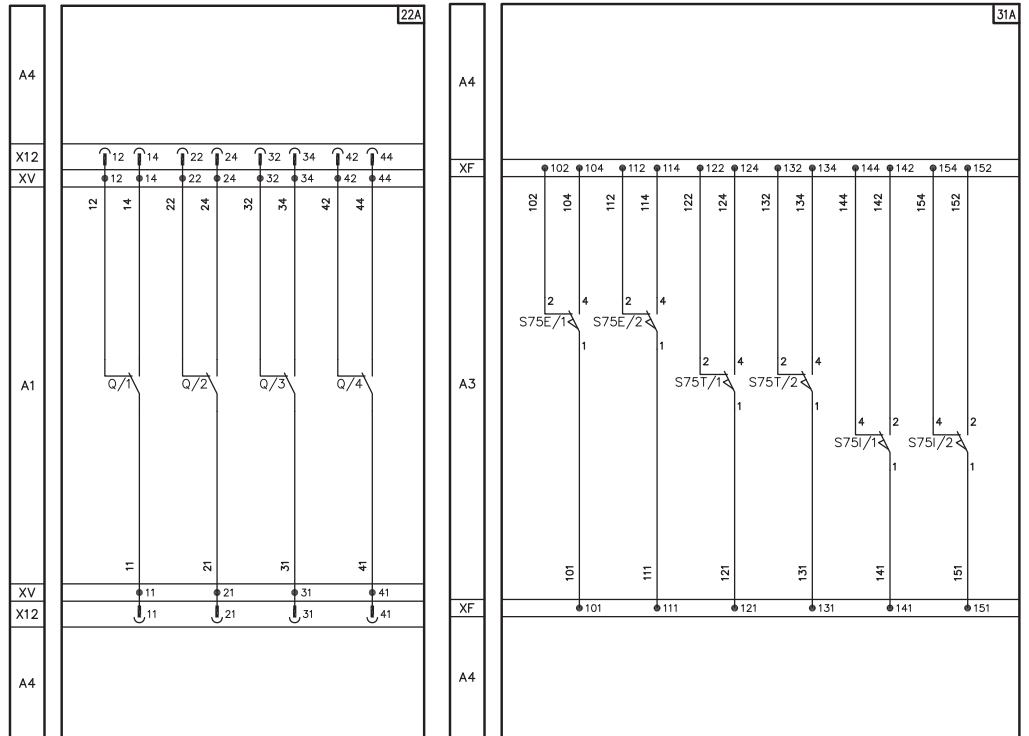 22A
A4
X12 12 14 22 24 32 34 42 44
XV 12 14 22 24 32 34 42 44
12 14 22 24 32 34 42 44
A1 Q/1 Q/2 Q/3 Q/4
11 21 31 41
XV 11 21 31 41
X12 11 21 31 41
A4
31A
A4
XF 102 104 112 114 122 124 132 134 144 142 154 152
102 104 112 114 122 124 132 134 144 142 154 152
2 4 2 4
S75E/1 S75E/2
1 1
2 4 2 4
A3 S75T/1 S75T/2
1 1
4 2 4 2
S75I/1 S75I/2
1 1
101 111 121 131 141 151
XF 101 111 121 131 141 151
A4